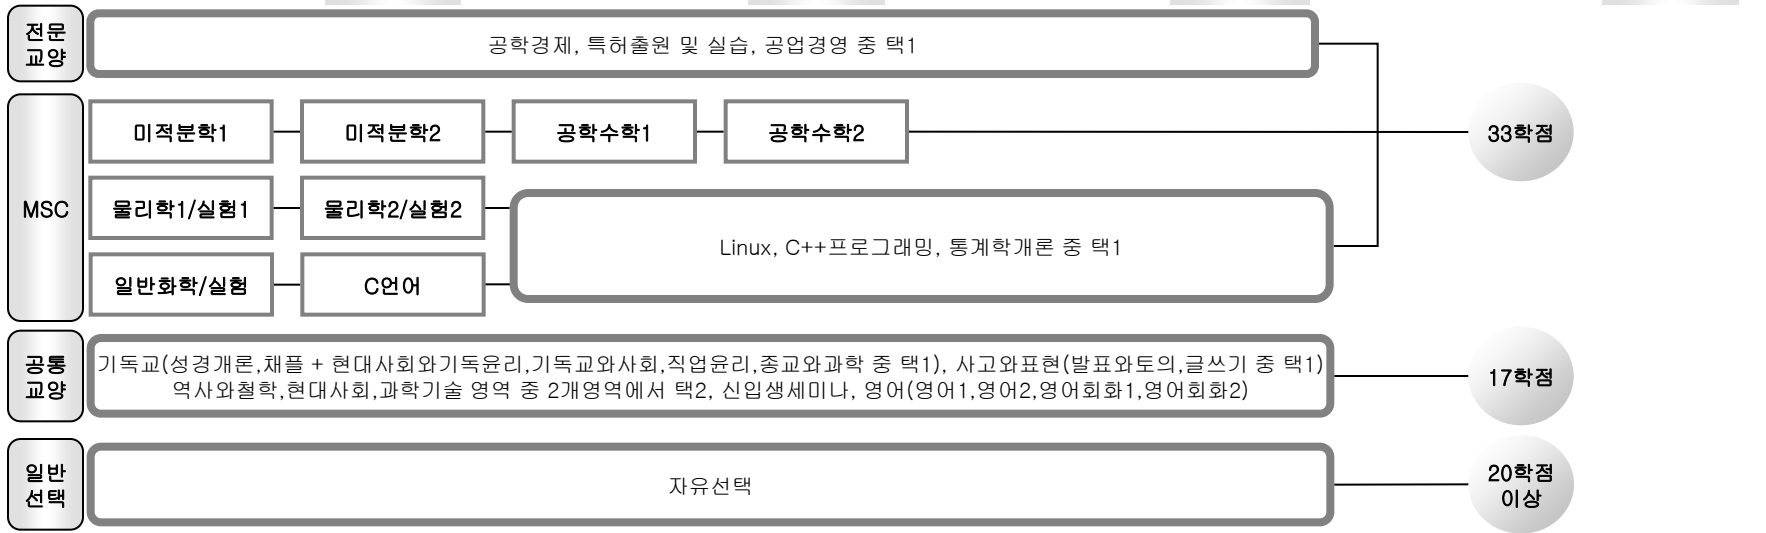 전문
교양
공학경제, 특허출원 및 실습, 공업경영 중 택1
MSC
미적분학1
미적분학2
공학수학1
공학수학2
33학점
물리학1/실험1
물리학2/실험2
Linux, C++프로그래밍, 통계학개론 중 택1
일반화학/실험
C언어
공통
교양
기독교(성경개론,채플 + 현대사회와기독윤리,기독교와사회,직업윤리,종교와과학 중 택1), 사고와표현(발표와토의,글쓰기 중 택1)
역사와철학,현대사회,과학기술 영역 중 2개영역에서 택2, 신입생세미나, 영어(영어1,영어2,영어회화1,영어회화2)
17학점
일반
선택
자유선택
20학점
이상